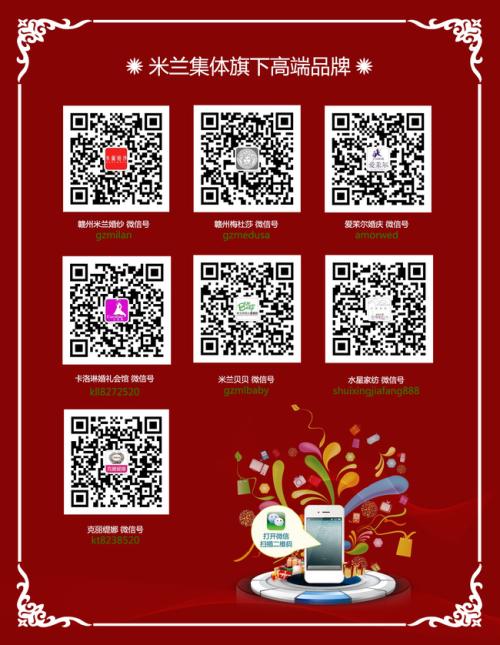 米兰集体旗下高端品牌
赣州米兰婚纱 微信号
gzmilan
赣州梅杜莎 微信号
gzmedusa
爱茉尔
爱茉尔婚庆 微信号
amorwed
卡洛琳婚礼会馆 微信号
kll8272520
米兰贝贝 微信号
gzmlbaby
水星家纺 微信号
shuixingjiafang888
克丽缇娜 微信号
kt8238520
打开微信
扫描二维码